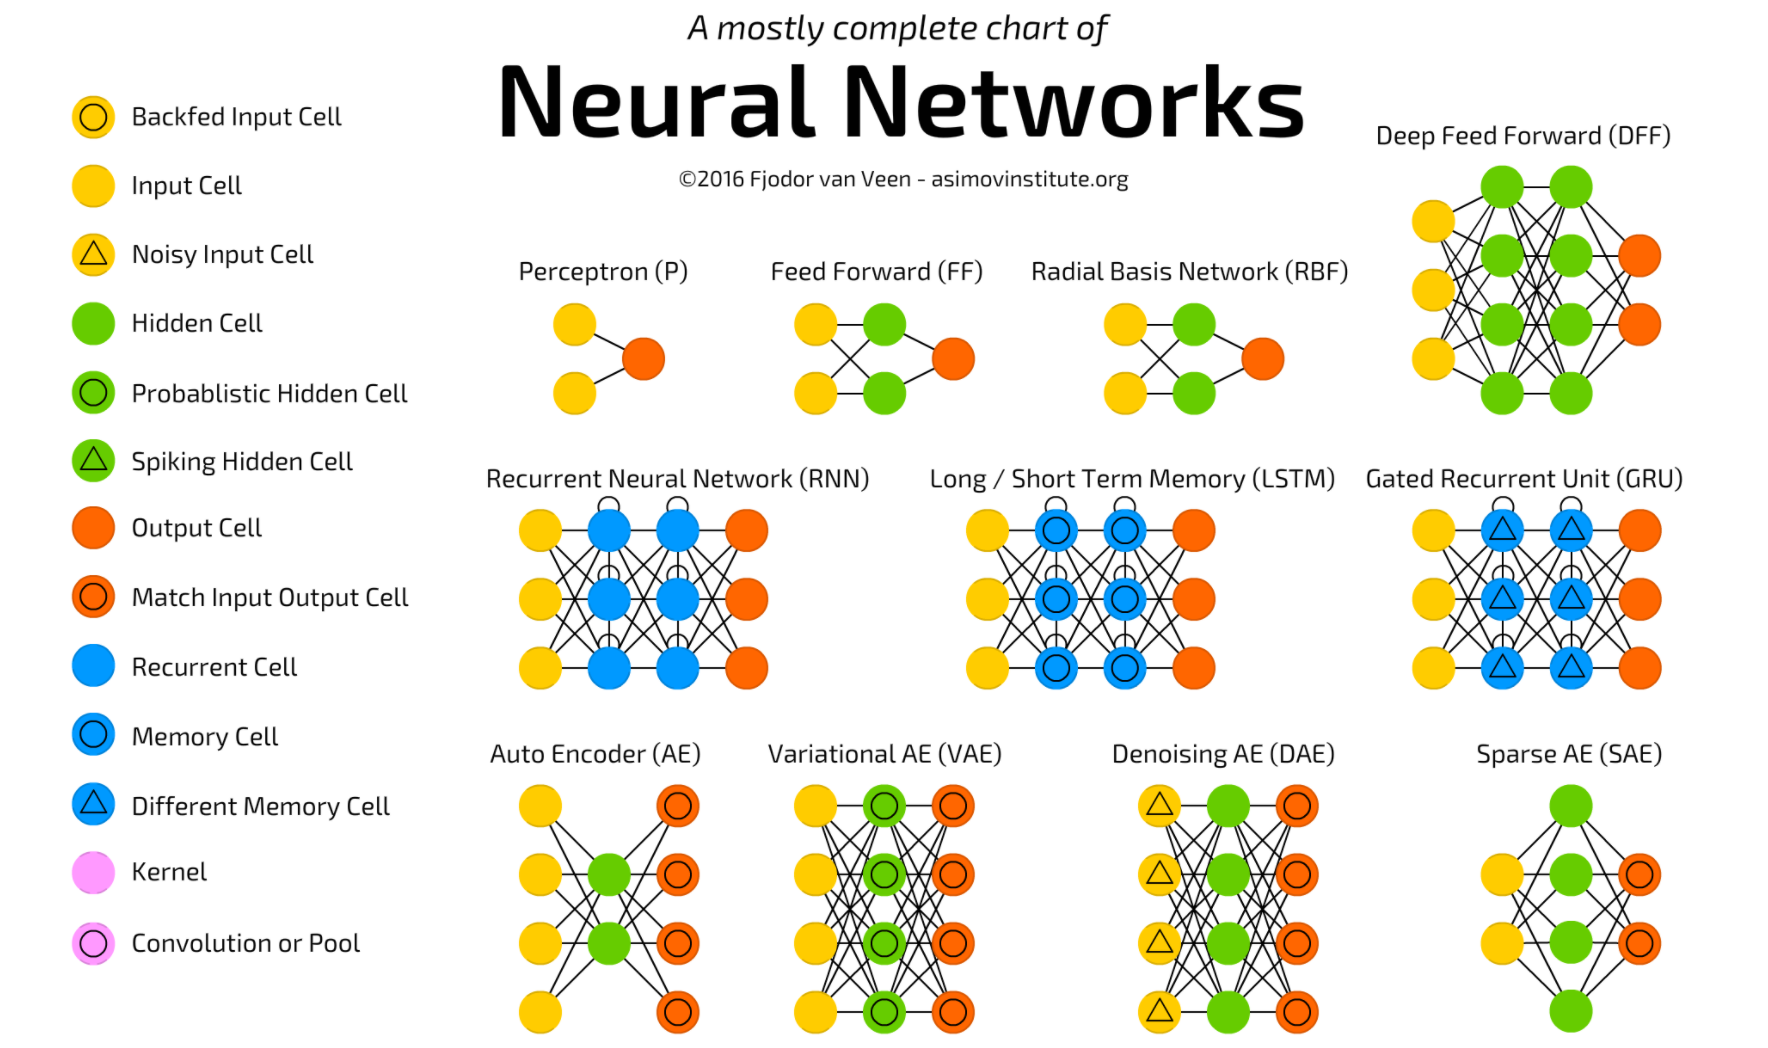 A mostly complete chart of
Neural Networks
©2016 Fjodor van Veen - asimovinstitute.org
Backfed Input Cell
Input Cell
Noisy Input Cell
Hidden Cell
Probablistic Hidden Cell
Spiking Hidden Cell
Output Cell
Match Input Output Cell
Recurrent Cell
Memory Cell
Different Memory Cell
Kernel
Convolution or Pool
Deep Feed Forward (DFF)
Perceptron (P)
Feed Forward (FF)
Radial Basis Network (RBF)
Recurrent Neural Network (RNN)
Long / Short Term Memory (LSTM)
Gated Recurrent Unit (GRU)
Auto Encoder (AE)
Variational AE (VAE)
Denoising AE (DAE)
Sparse AE (SAE)